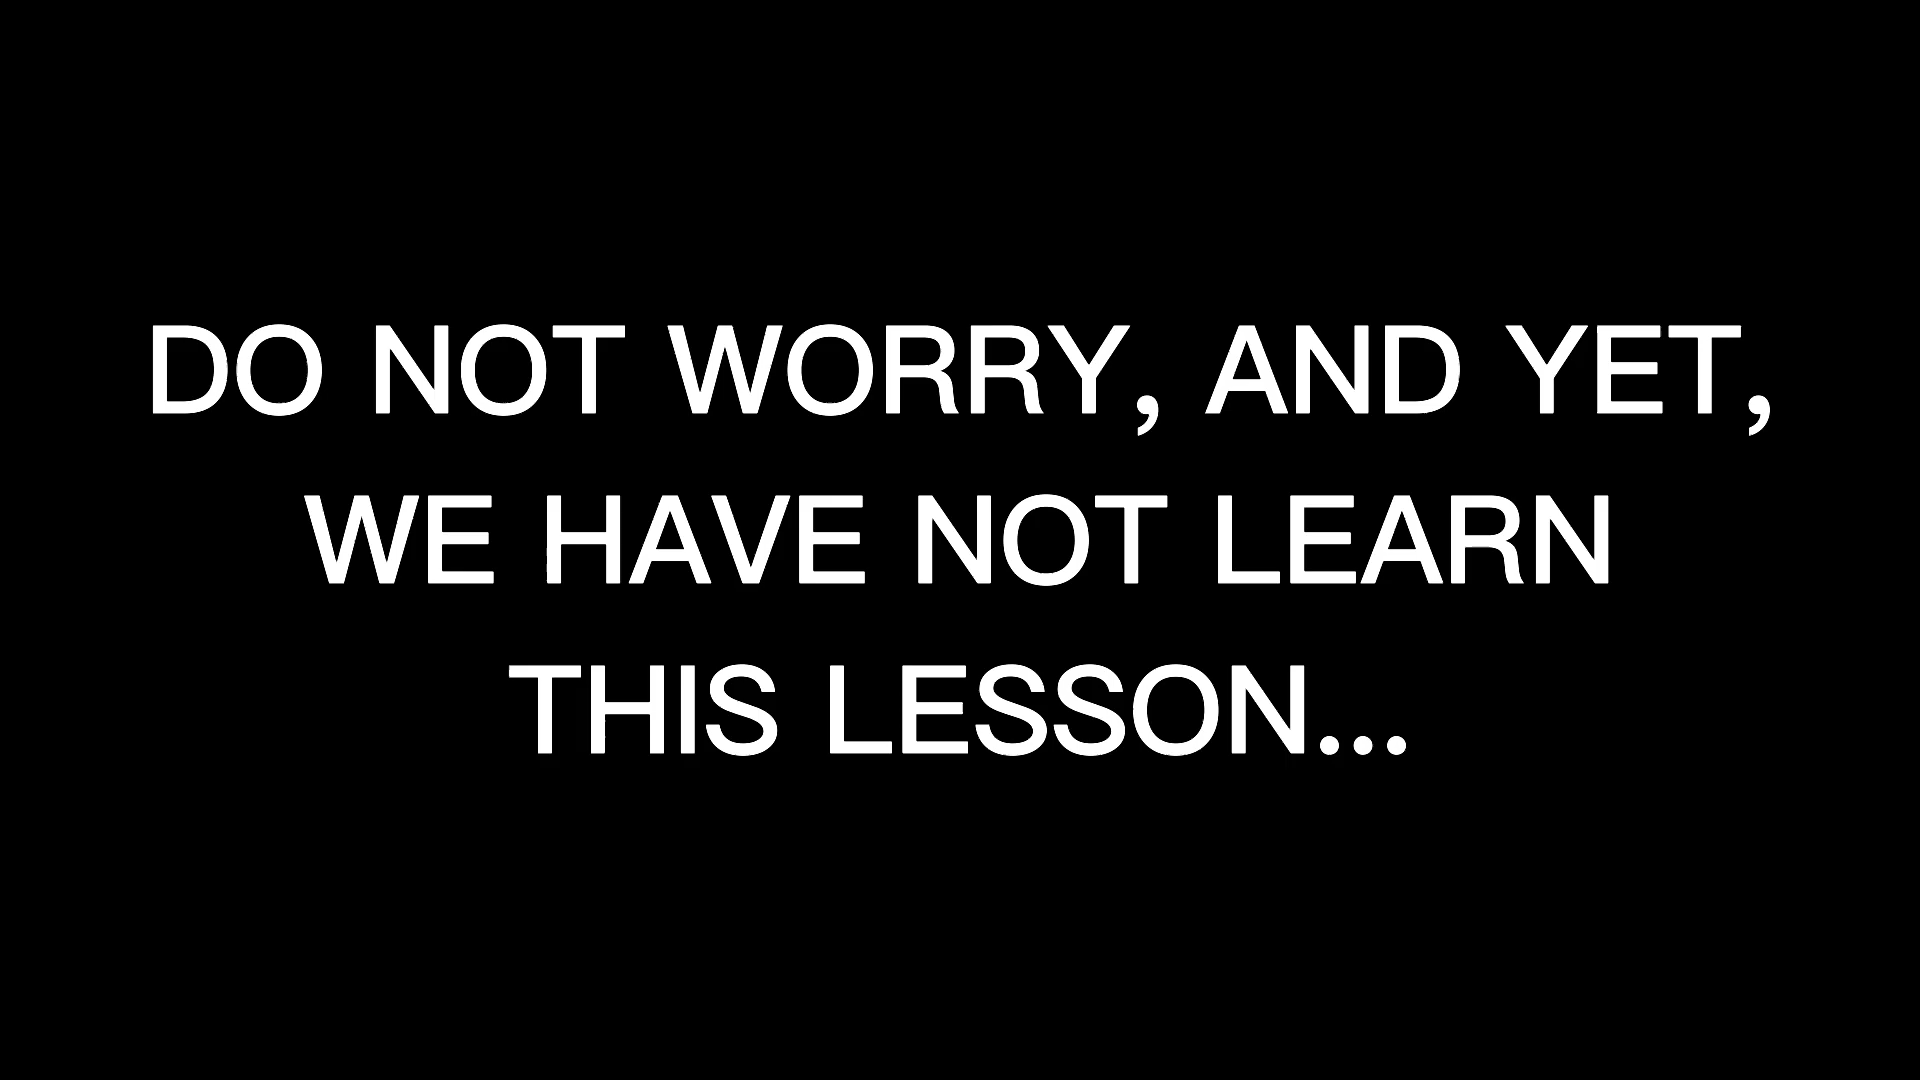 DO NOT WORRY, AND YET,
WE HAVE NOT LEARN
THIS LESSON...